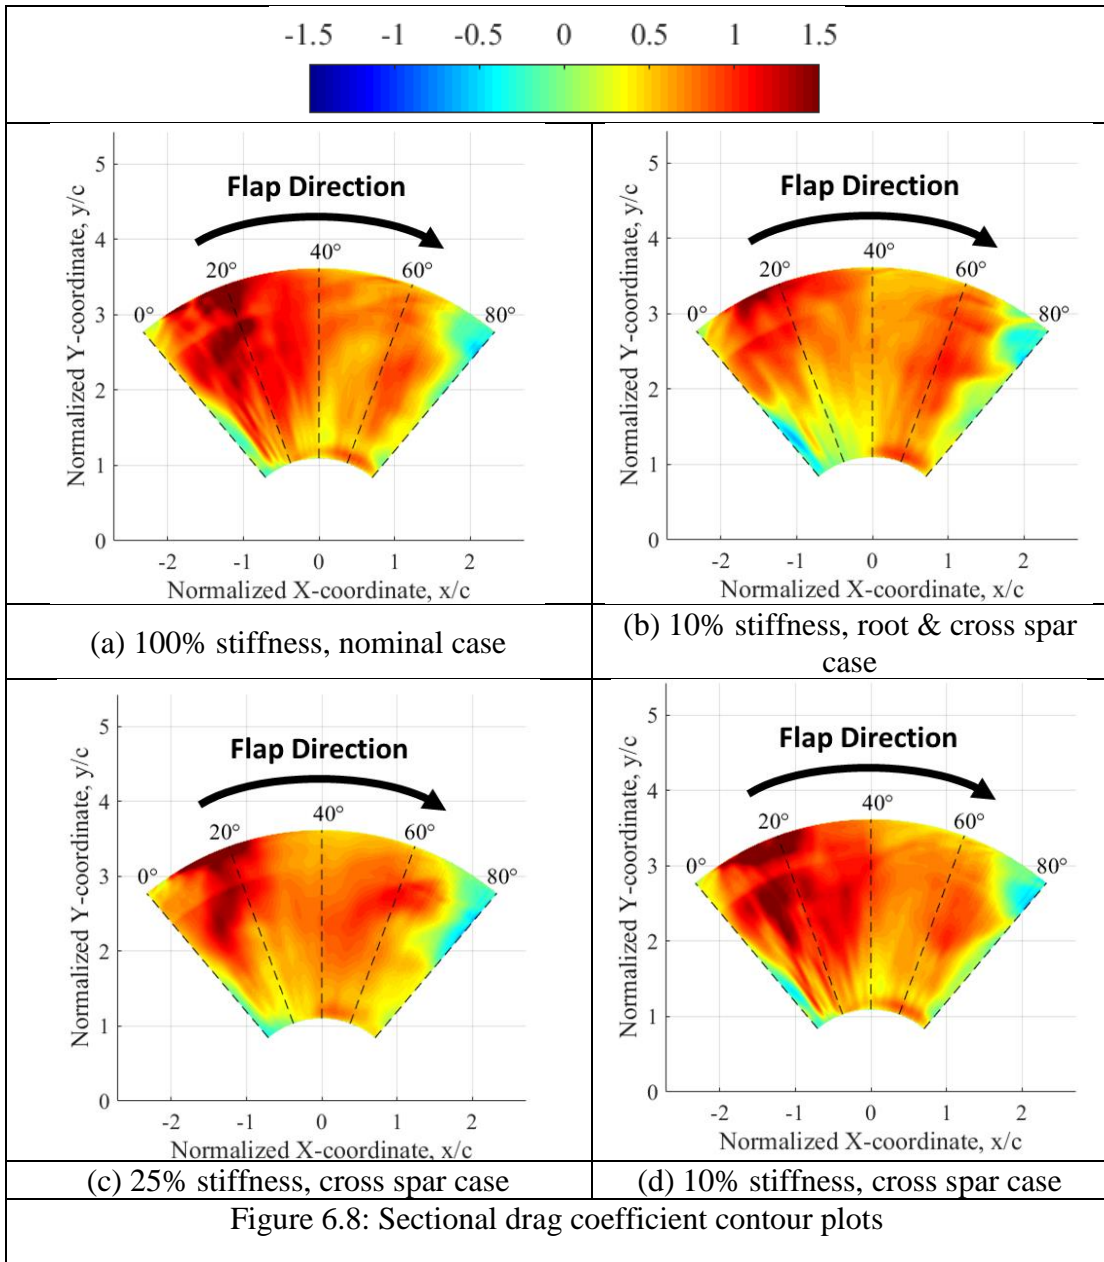 -1.5 -1 -0.5 0 0.5 1 1.5
Flap Direction
0° 20° 40° 60° 80°
Normalized Y-coordinate, y/c
5
4
3
2
1
0
-2 -1 0 1 2
Normalized X-coordinate, x/c
(a) 100% stiffness, nominal case
Flap Direction
0° 20° 40° 60° 80°
Normalized Y-coordinate, y/c
5
4
3
2
1
0
-2 -1 0 1 2
Normalized X-coordinate, x/c
(b) 10% stiffness, root & cross spar
case
Flap Direction
0° 20° 40° 60° 80°
Normalized Y-coordinate, y/c
5
4
3
2
1
0
-2 -1 0 1 2
Normalized X-coordinate, x/c
(c) 25% stiffness, cross spar case
Flap Direction
0° 20° 40° 60° 80°
Normalized Y-coordinate, y/c
5
4
3
2
1
0
-2 -1 0 1 2
Normalized X-coordinate, x/c
(d) 10% stiffness, cross spar case
Figure 6.8: Sectional drag coefficient contour plots